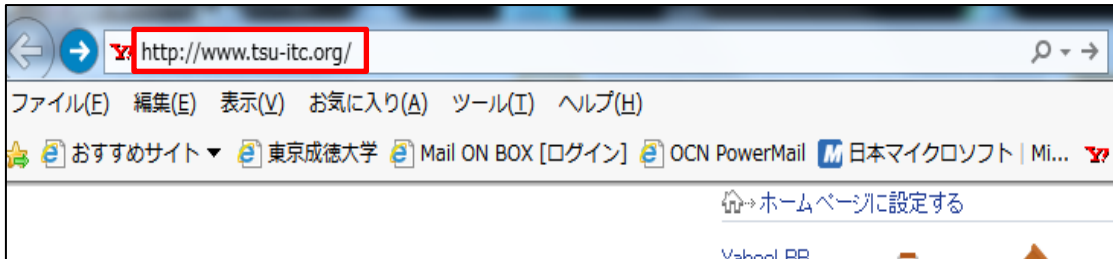 http://www.tsu-itc.org/
ファイル(F) 編集(E) 表示(V) お気に入り(A) ツール(T) ヘルプ(H)
おすすめサイト ▼ 東京成徳大学 Mail ON BOX [ログイン] OCN PowerMail 日本マイクロソフト | Mi...
ホームページに設定する
Yahoo! BB